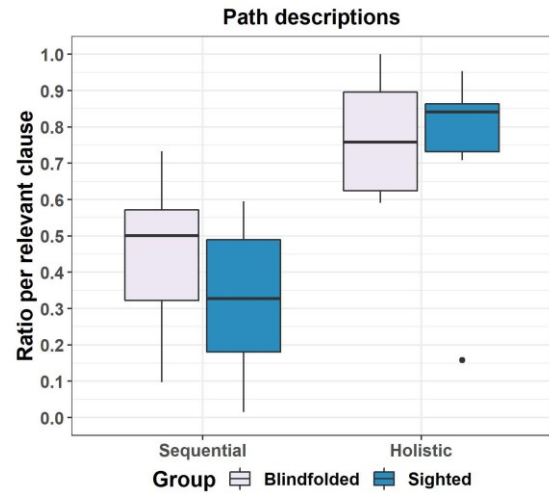 Path descriptions
Ratio per relevant clause
1.0
0.9
0.8
0.7
0.6
0.5
0.4
0.3
0.2
0.1
0.0
Sequential Holistic
Group Blindfolded Sighted